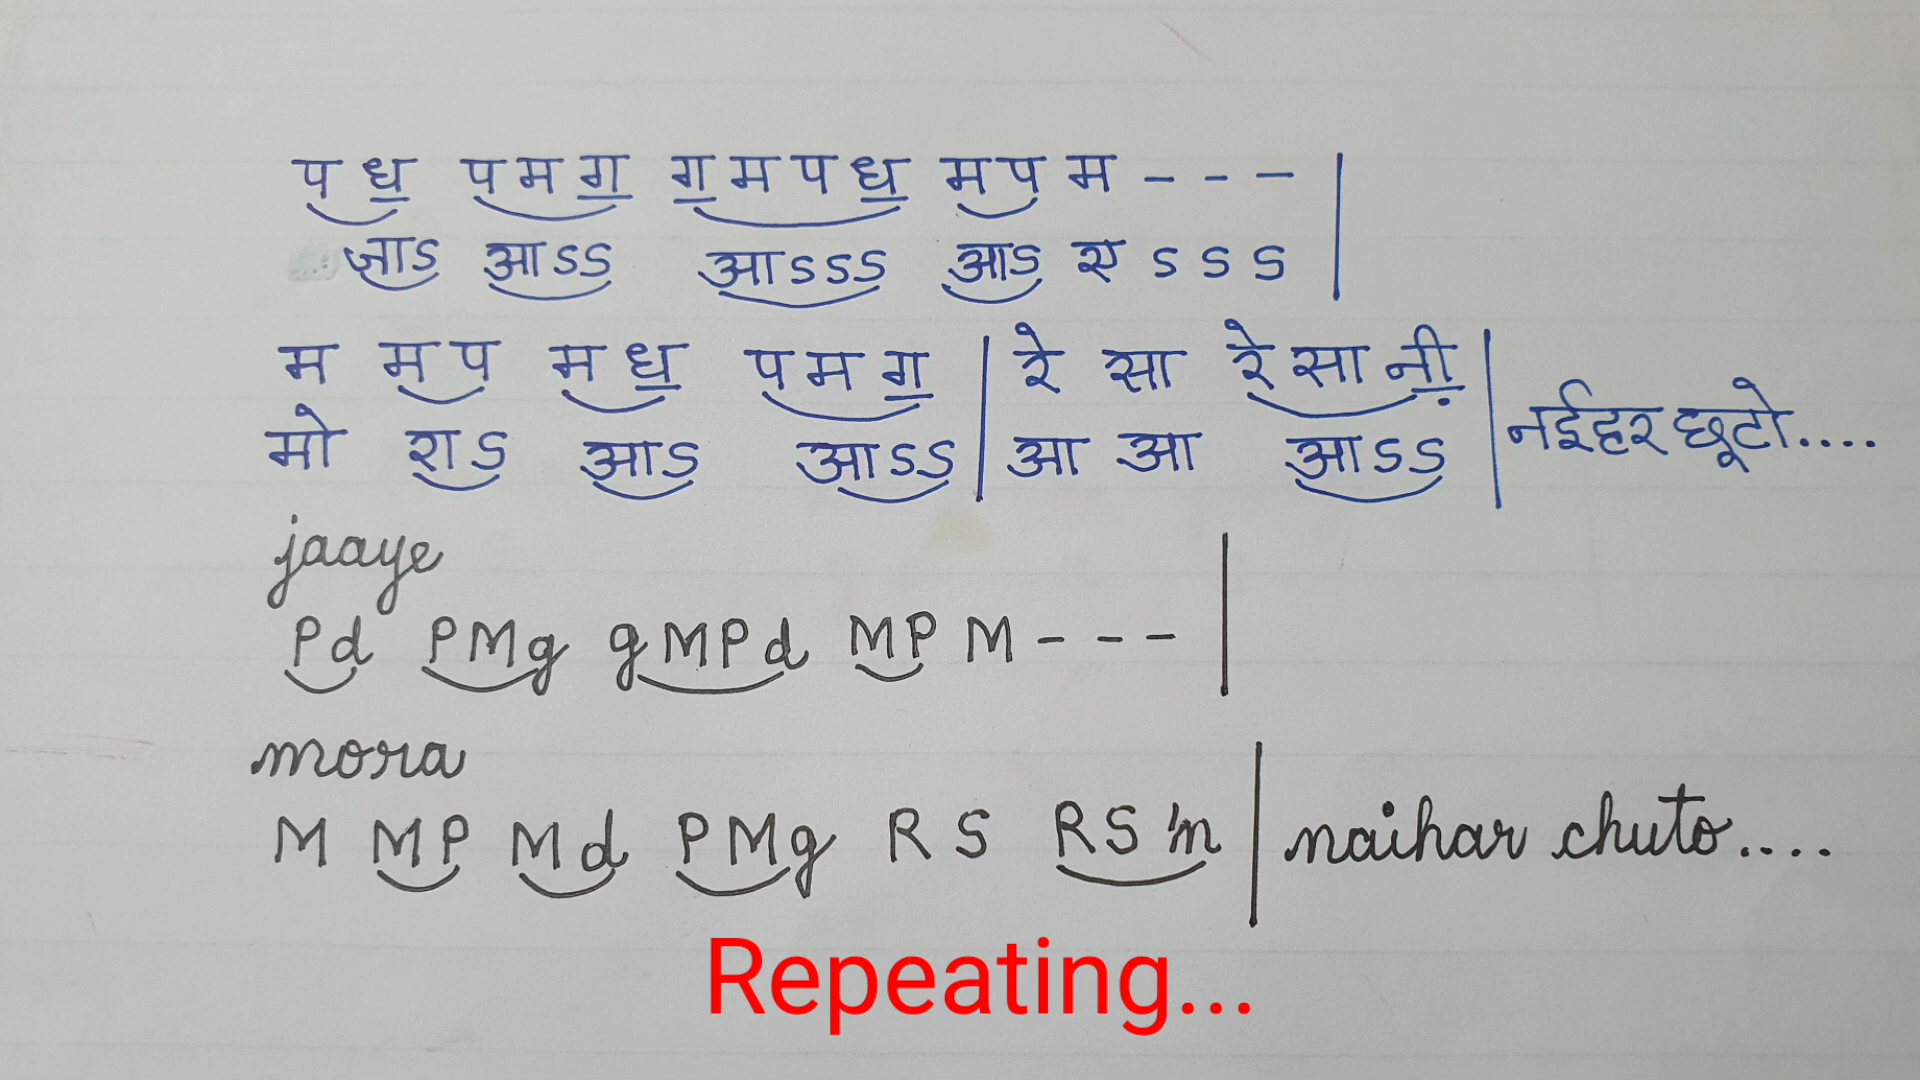 प ध॒ प म ग॒ ग॒ म प ध॒ म प म - - - |
जाऽ आऽऽ आऽऽऽ आऽ ए ऽ ऽ ऽ
म म प म ध॒ प म ग॒ | रे सा रे सा नी़॒ | नईहर छूटो....
मो राऽ आऽ आऽऽ | आ आ आऽऽ
jaaye
Pd PMg gMPd MP M - - - |
mora
M MP Md PMg R S RS'n | naihar chuto....
Repeating...